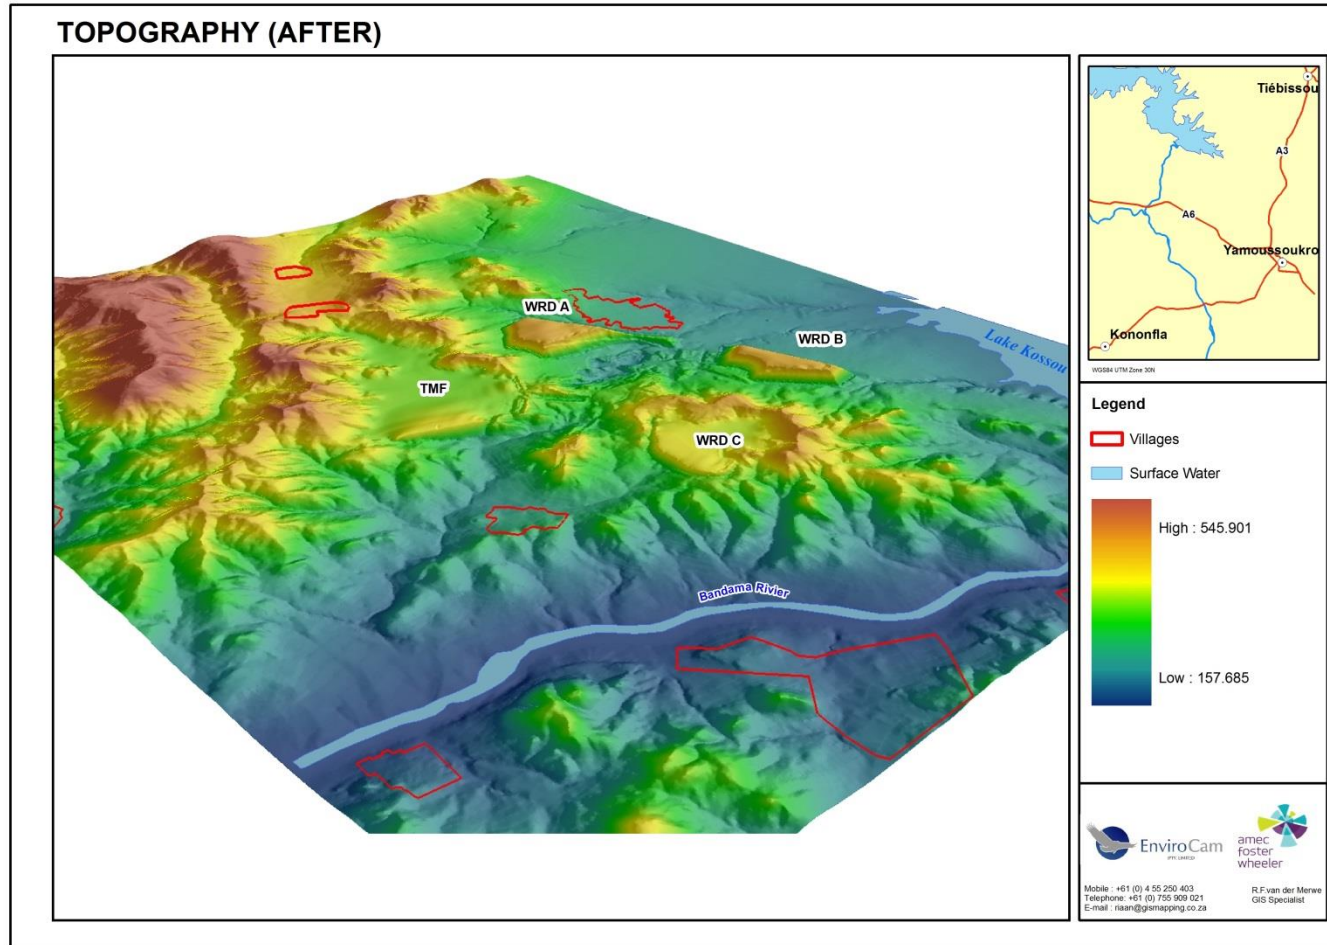 TOPOGRAPHY (AFTER)
WRD A
WRD B
Lake Kossou
TMF
WRD C
Bandama Rivier
Tiébissou
A3
A6
Yamoussoukro
Kononfla
WGS84 UTM Zone 30N
Legend
Villages
Surface Water
High : 545.901
Low : 157.685
EnviroCam
(PTY) LIMITED
amec
foster
wheeler
Mobile : +61 (0) 4 55 250 403
Telephone: +61 (0) 755 909 021
E-mail : riaan@gismapping.co.za
R.F.van der Merwe
GIS Specialist